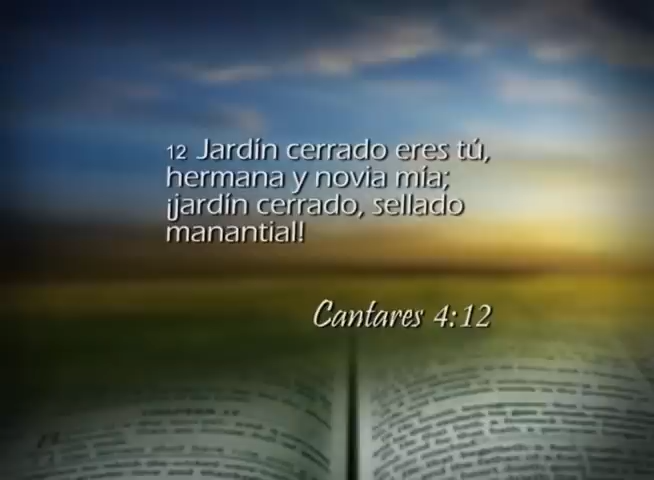 12 Jardín cerrado eres tú,
hermana y novia mía;
¡jardín cerrado, sellado
manantial!
Cantares 4:12